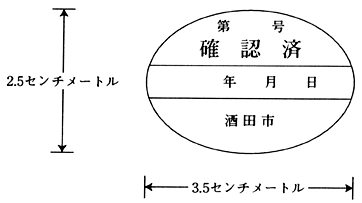 第 号
確認済
年 月 日
酒田市
2.5センチメートル
3.5センチメートル